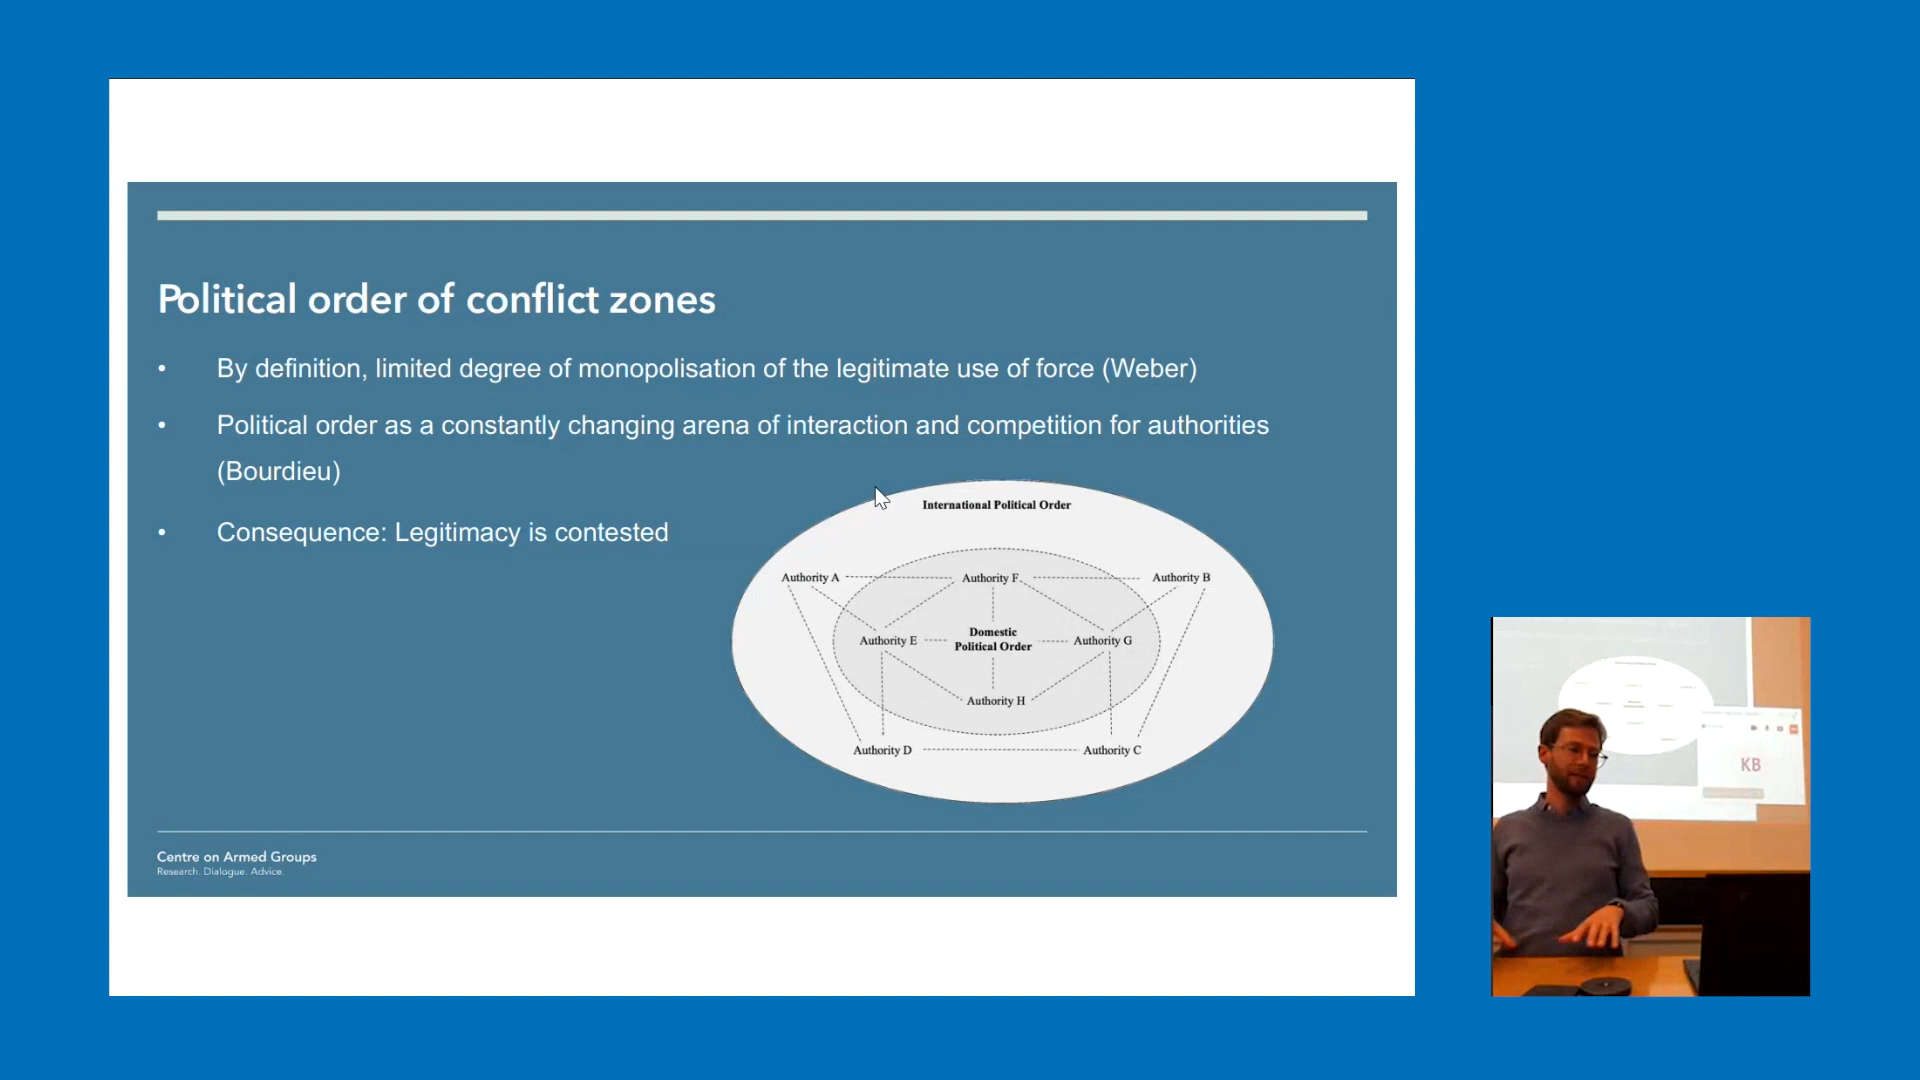 Political order of conflict zones
• By definition, limited degree of monopolisation of the legitimate use of force (Weber)
• Political order as a constantly changing arena of interaction and competition for authorities
(Bourdieu)
• Consequence: Legitimacy is contested
International Political Order
Authority A
Authority F
Authority B
Authority E
Domestic
Political Order
Authority G
Authority H
Authority D
Authority C
Centre on Armed Groups
Research. Dialogue. Advice.
KB